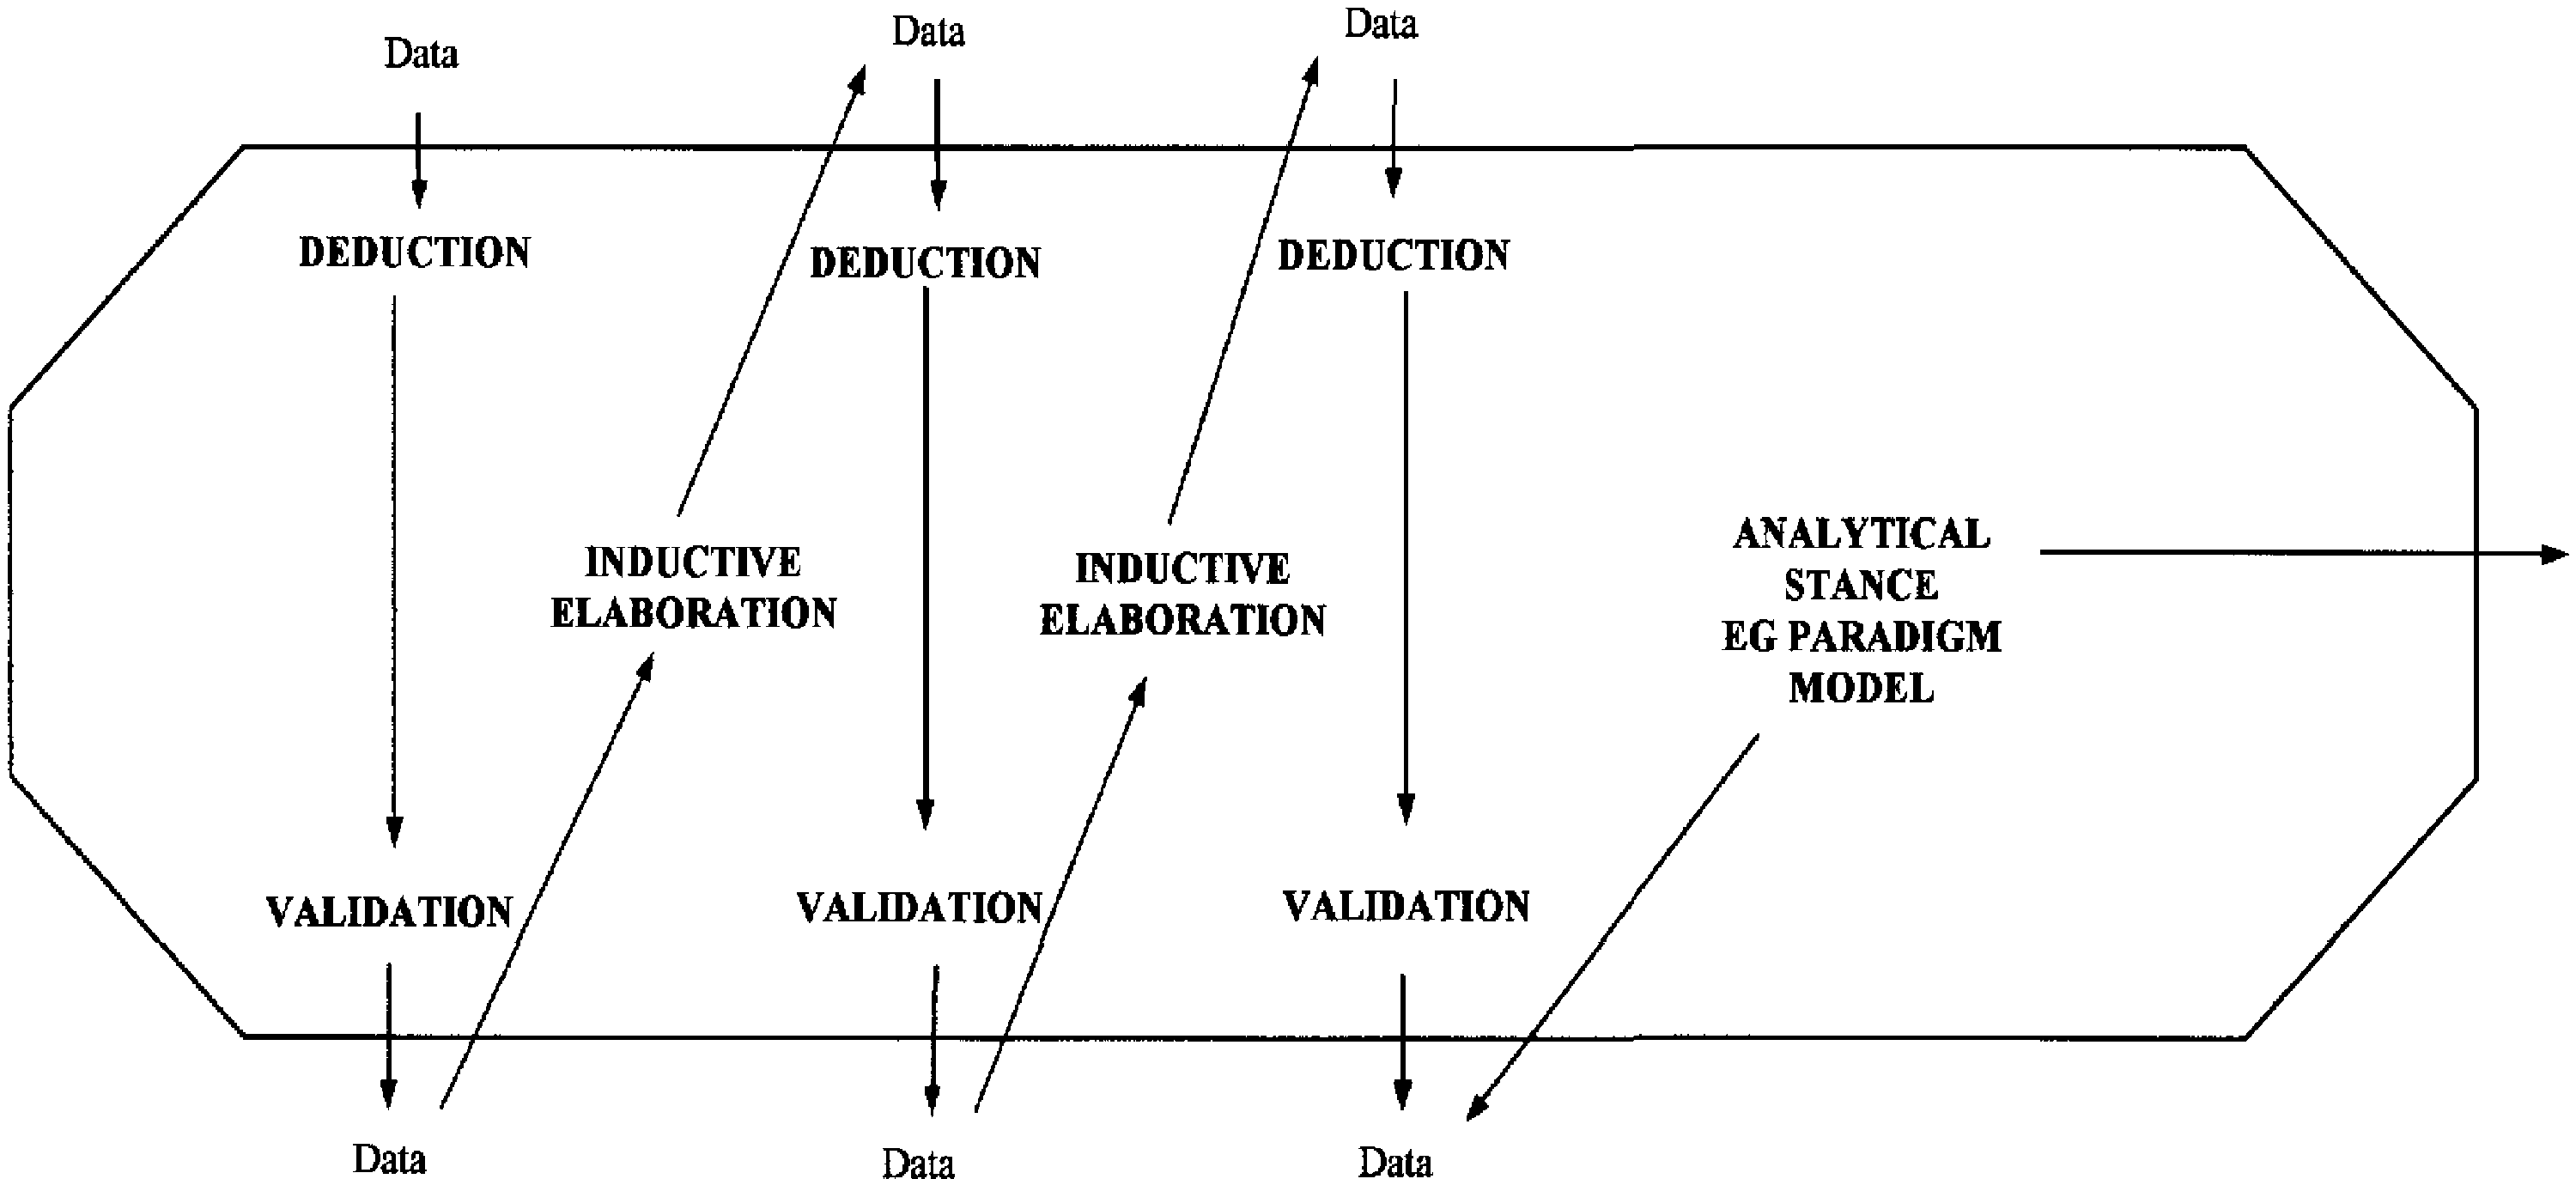 Data
Data
Data
DEDUCTION
DEDUCTION
DEDUCTION
INDUCTIVE
ELABORATION
INDUCTIVE
ELABORATION
ANALYTICAL
STANCE
EG PARADIGM
MODEL
VALIDATION
VALIDATION
VALIDATION
Data
Data
Data